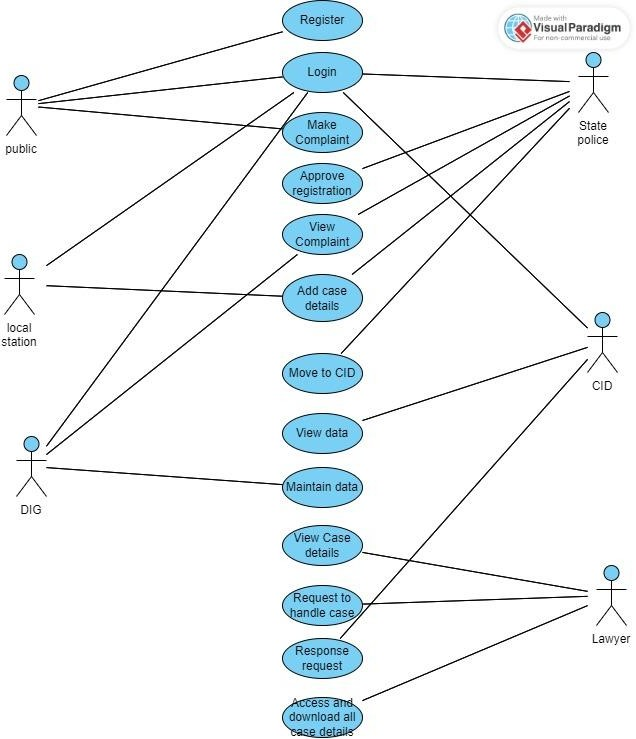 Register
Made with
VisualParadigm
For non-commercial use
Login
Make
Complaint
public
State
police
Approve
registration
View
Complaint
Add case
details
local
station
Move to CID
CID
View data
Maintain data
DIG
View Case
details
Request to
handle case
Lawyer
Response
request
Access and
download all
case details